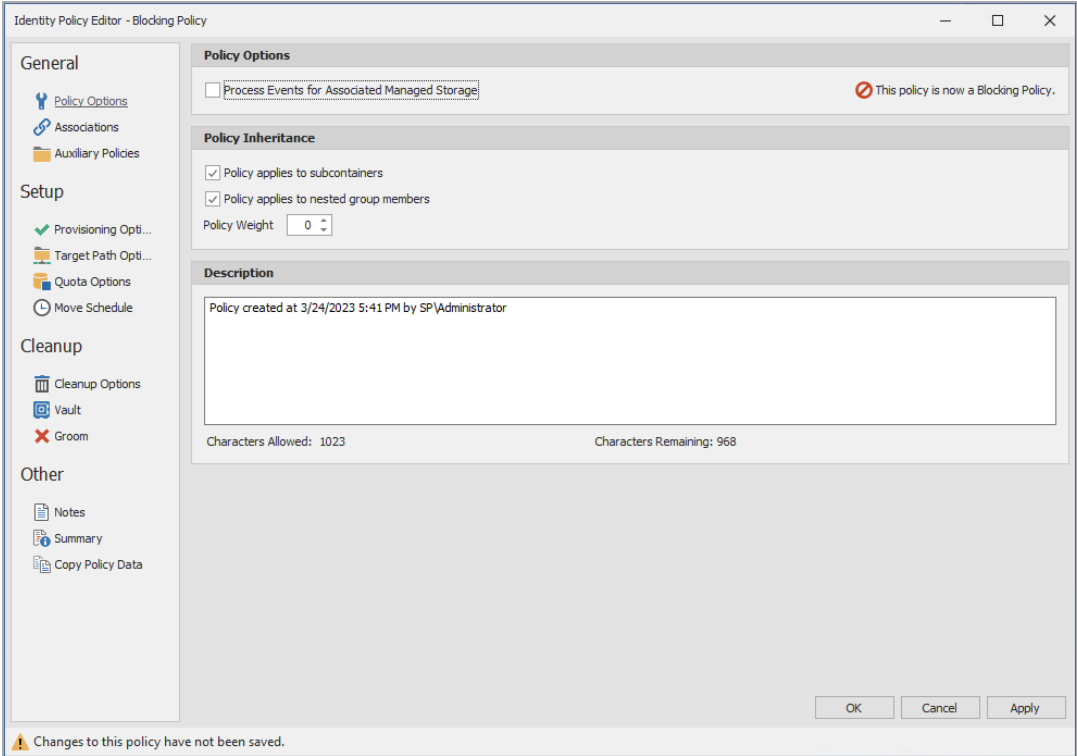 Identity Policy Editor - Blocking Policy
General
Policy Options
Associations
Auxiliary Policies
Setup
Provisioning Opti...
Target Path Opti...
Quota Options
Move Schedule
Cleanup
Cleanup Options
Vault
Groom
Other
Notes
Summary
Copy Policy Data
Policy Options
Process Events for Associated Managed Storage
This policy is now a Blocking Policy.
Policy Inheritance
Policy applies to subcontainers
Policy applies to nested group members
Policy Weight 0
Description
Policy created at 3/24/2023 5:41 PM by SP\Administrator
Characters Allowed: 1023 Characters Remaining: 968
OK Cancel Apply
Changes to this policy have not been saved.